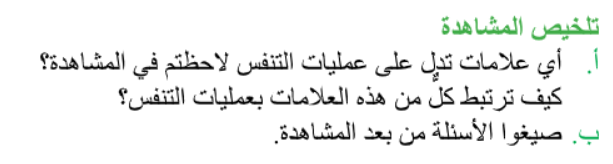 تلخيص المشاهدة
أ. أي علامات تدل على عمليات التنفس لاحظتم في المشاهدة؟
كيف ترتبط كلٌّ من هذه العلامات بعمليات التنفس؟
ب. صيغوا الأسئلة من بعد المشاهدة.